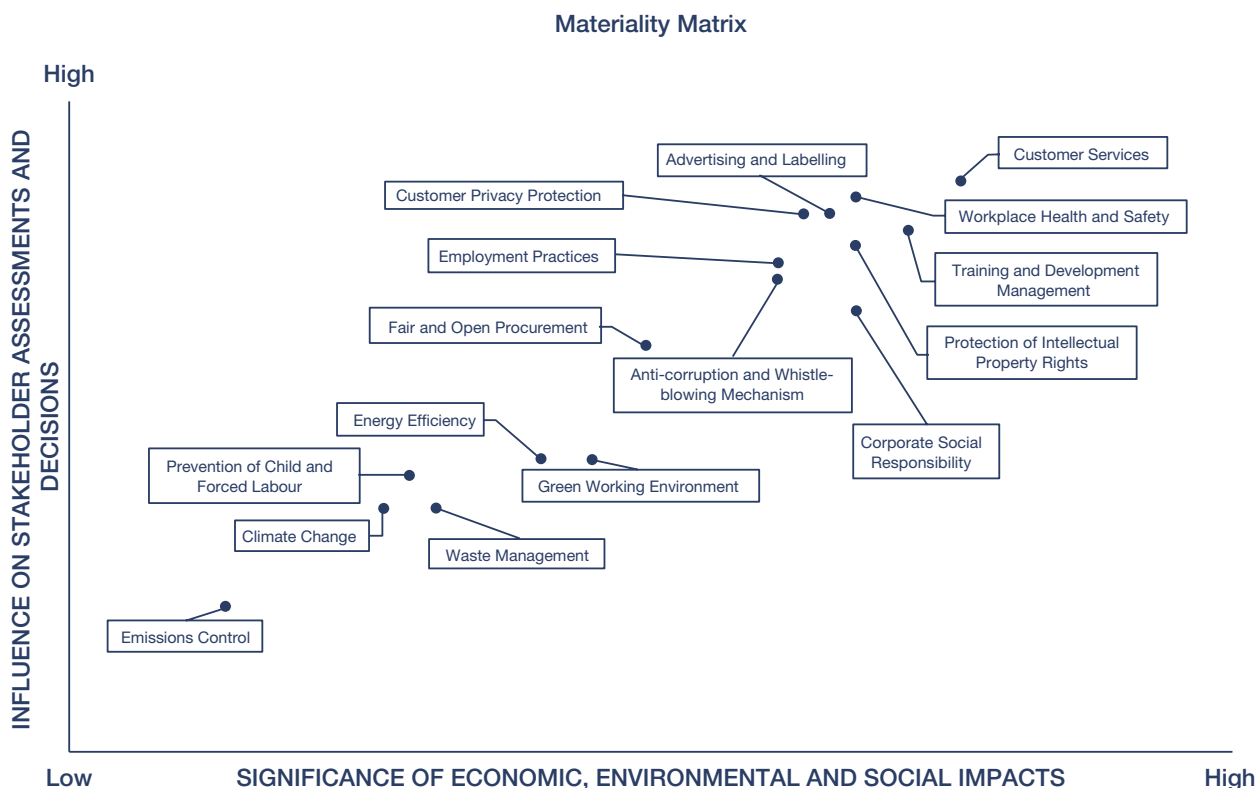 Materiality Matrix
High
INFLUENCE ON STAKEHOLDER ASSESSMENTS AND
DECISIONS
Advertising and Labelling
Customer Services
Customer Privacy Protection
Workplace Health and Safety
Employment Practices
Training and Development
Management
Fair and Open Procurement
Protection of Intellectual
Property Rights
Anti-corruption and Whistle-
blowing Mechanism
Energy Efficiency
Corporate Social
Responsibility
Prevention of Child and
Forced Labour
Green Working Environment
Climate Change
Waste Management
Emissions Control
Low
SIGNIFICANCE OF ECONOMIC, ENVIRONMENTAL AND SOCIAL IMPACTS
High